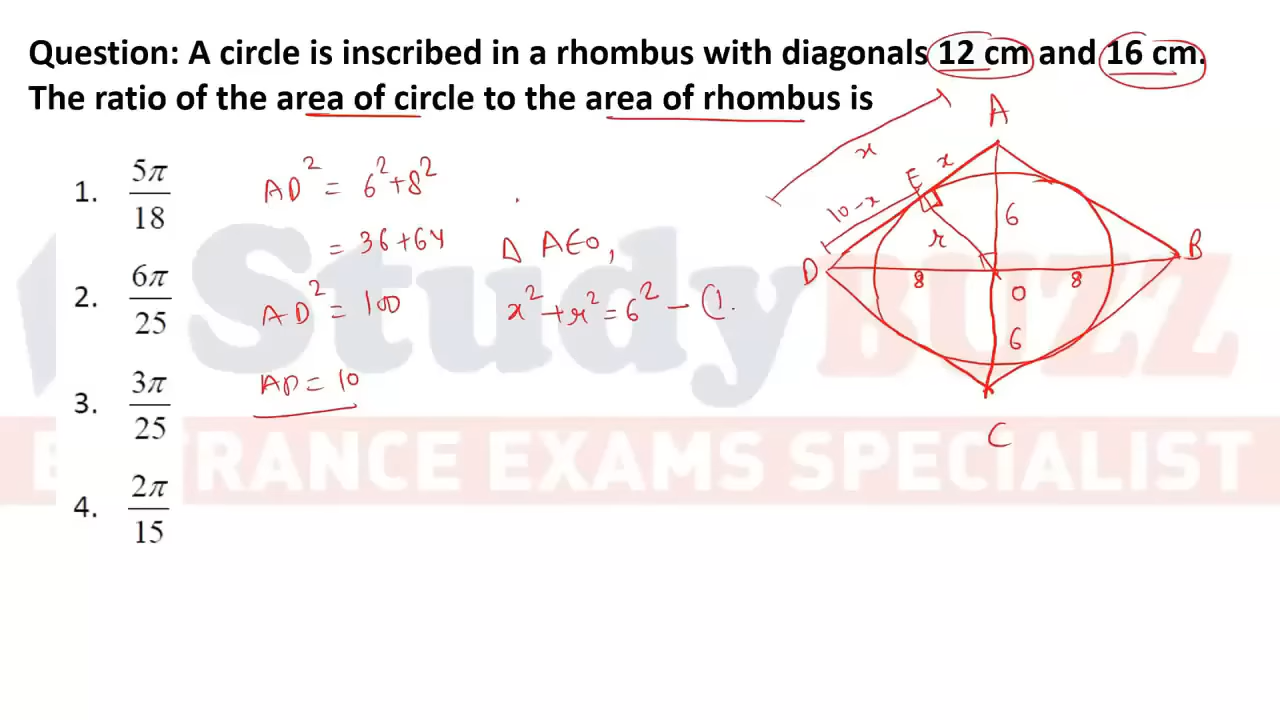 Question: A circle is inscribed in a rhombus with diagonals 12 cm and 16 cm.
The ratio of the area of circle to the area of rhombus is
1. 5π/18
2. 6π/25
3. 3π/25
4. 2π/15
AD² = 6² + 8²
= 36 + 64
AD² = 100
AD = 10
Δ AEO,
x² + r² = 6² - (1.
A
x
x
E
10-x
6
r
D
B
8
O
8
6
C
StudyBUZZ
ENTRANCE EXAMS SPECIALIST